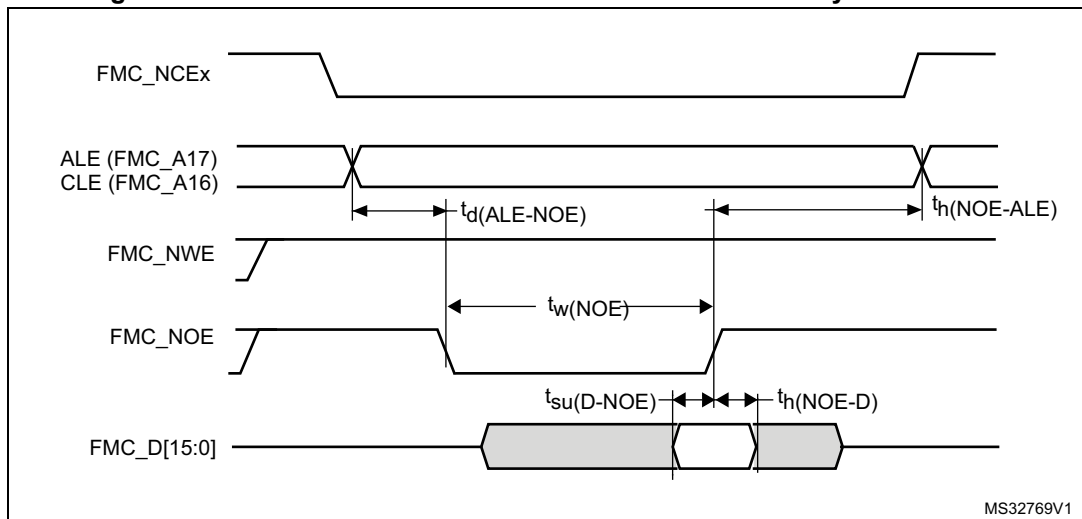 FMC_NCEx
ALE (FMC_A17)
CLE (FMC_A16)
td(ALE-NOE)
th(NOE-ALE)
FMC_NWE
tw(NOE)
FMC_NOE
tsu(D-NOE)
th(NOE-D)
FMC_D[15:0]
MS32769V1